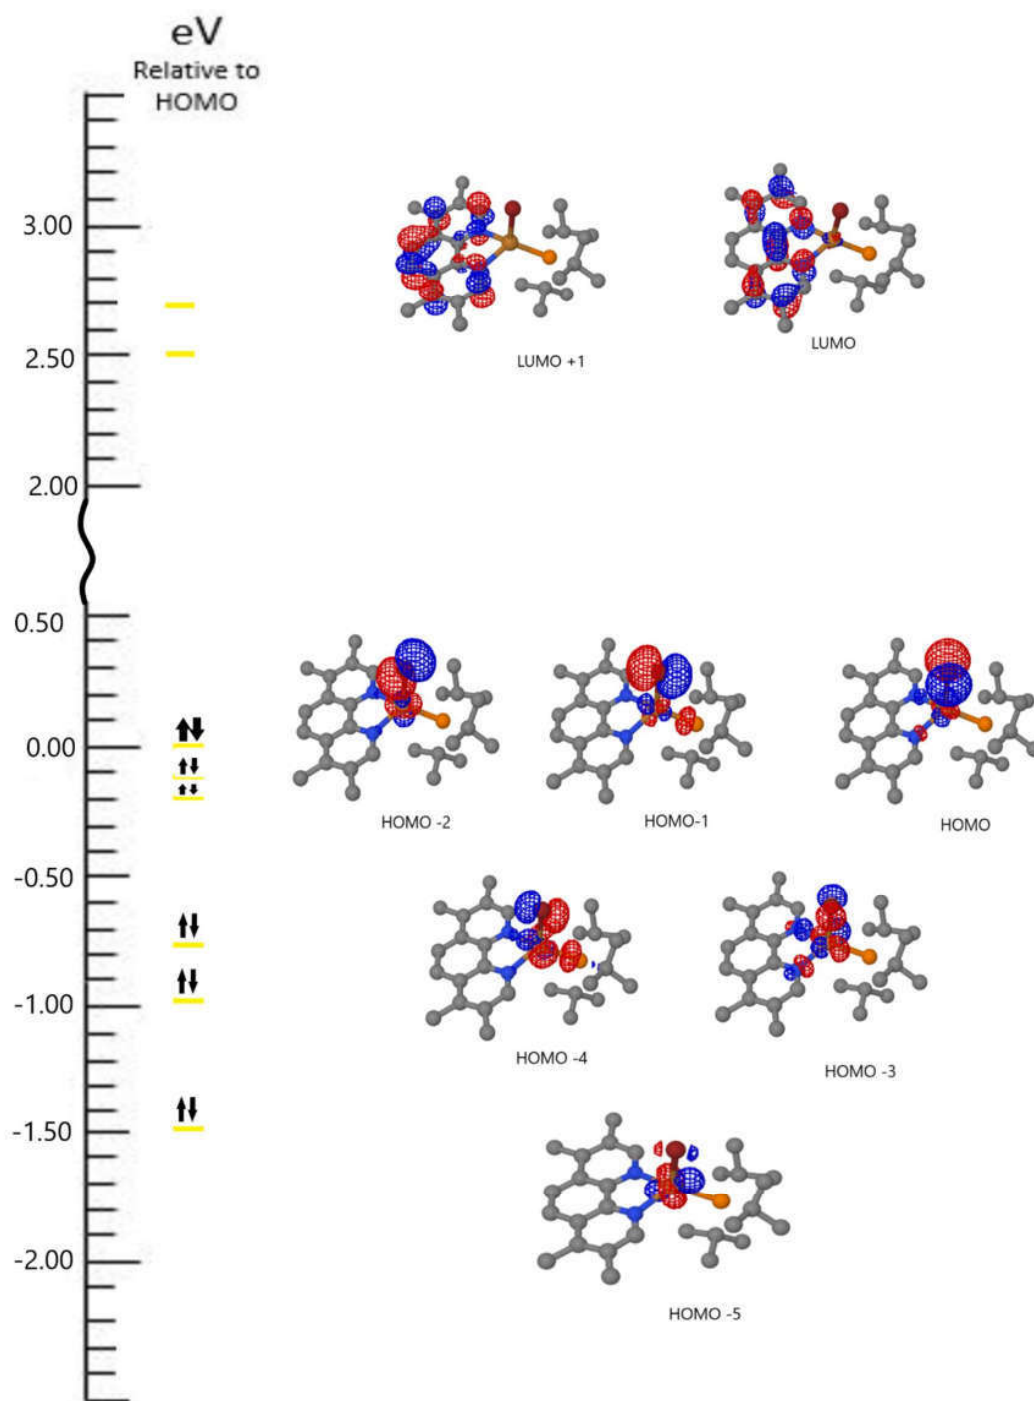 eV
Relative to
HOMO
3.00
2.50
2.00
0.50
0.00
-0.50
-1.00
-1.50
-2.00
LUMO +1
LUMO
HOMO -2
HOMO-1
HOMO
HOMO -4
HOMO -3
HOMO -5